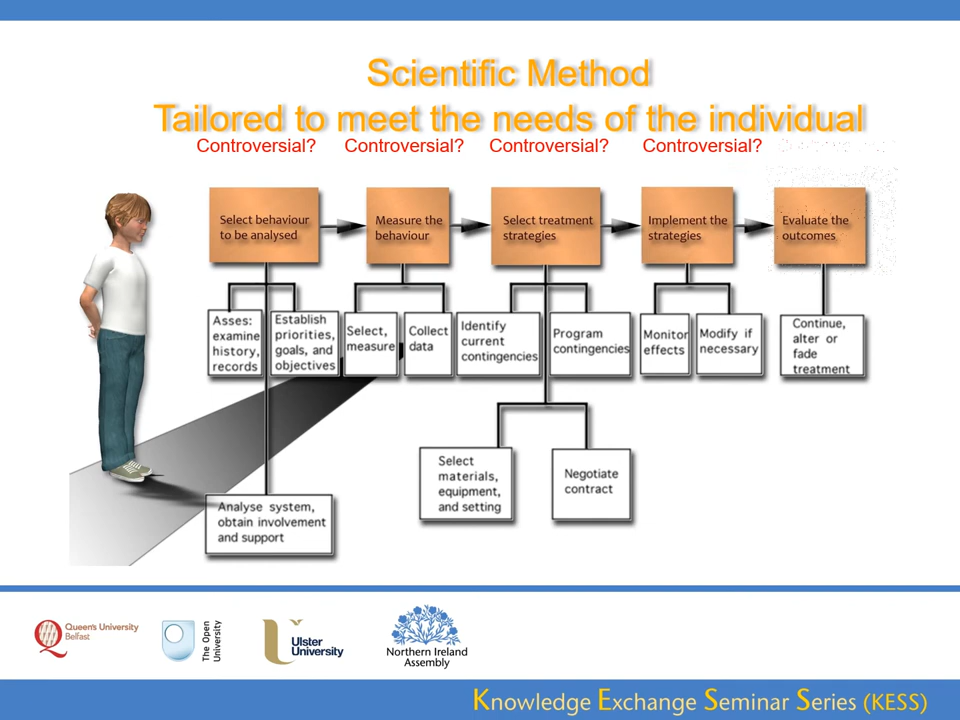 Scientific Method
Tailored to meet the needs of the individual
Controversial? Controversial? Controversial? Controversial?
Select behaviour
to be analysed
Measure the
behaviour
Select treatment
strategies
Implement the
strategies
Evaluate the
outcomes
Asses:
examine
history,
records
Establish
priorities,
goals, and
objectives
Select,
measure
Collect
data
Identify
current
contingencies
Program
contingencies
Monitor
effects
Modify if
necessary
Continue,
alter or
fade
treatment
Select
materials,
equipment,
and setting
Negotiate
contract
Analyse system,
obtain involvement
and support
Queen's University
Belfast
The Open
University
Ulster
University
Northern Ireland
Assembly
Knowledge Exchange Seminar Series (KESS)